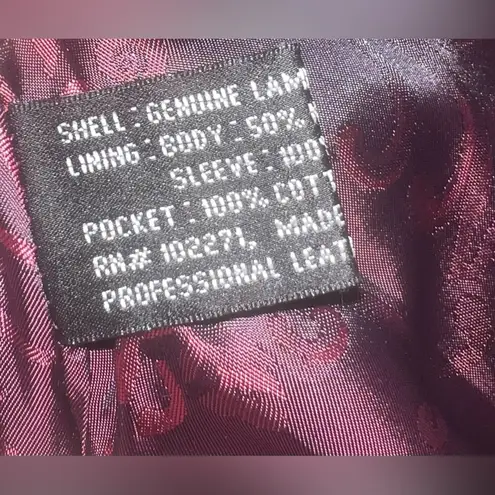 SHELL : GENUINE LAM
LINING : BODY : 50%
SLEEVE : 100
POCKET : 100% COTT
RN# 102271, MADE
PROFESSIONAL LEAT